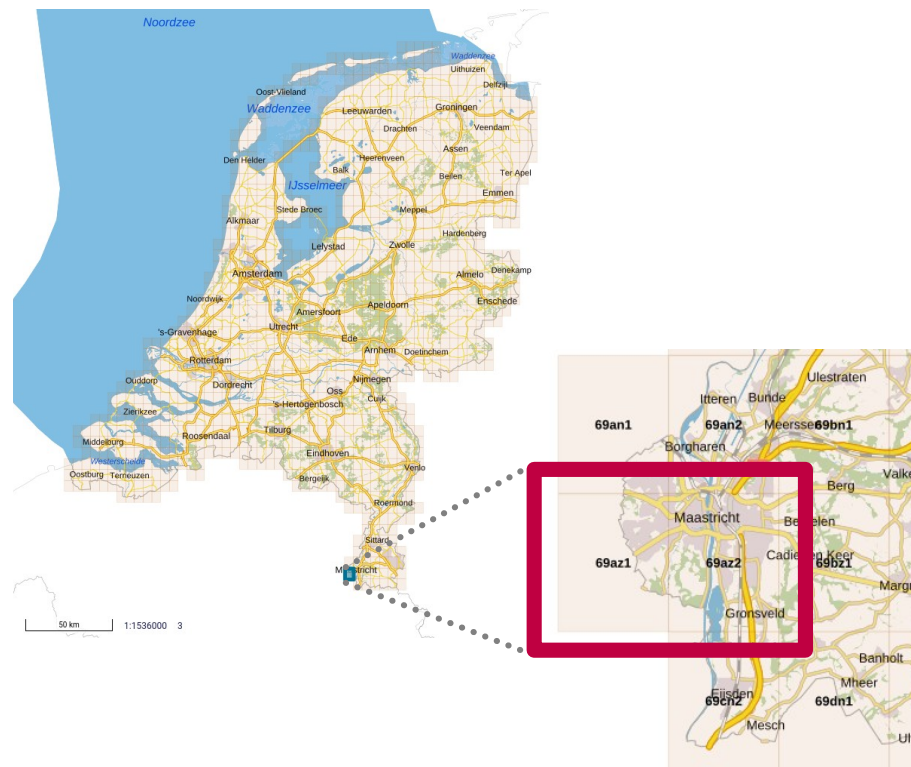 Noordzee
Waddenzee
Uithuizen
Delfzijl
Oost-Vlieland
Waddenzee
Leeuwarden
Groningen
Drachten
Veendam
Assen
Den Helder
Heerenveen
Balk
Beilen
Ter Apel
IJsselmeer
Emmen
Stede Broec
Meppel
Alkmaar
Hardenberg
Lelystad
Zwolle
Amsterdam
Almelo
Denekamp
Noordwijk
Apeldoorn
Enschede
Amersfoort
's-Gravenhage
Utrecht
Ede
Arnhem
Doetinchem
Rotterdam
Ouddorp
Dordrecht
Nijmegen
Oss
Cuijk
Zierikzee
's-Hertogenbosch
Tilburg
Roosendaal
Middelburg
Eindhoven
Westerschelde
Venlo
Oostburg
Terneuzen
Bergeijk
Roermond
Sittard
Maastricht
50 km
1:1536000
3
Ulestraten
Itteren
Bunde
69an1
69an2
Meerssen
69bn1
Borgharen
Berg
Valke
Maastricht
Bemelen
Cadier en Keer
69az1
69az2
69bz1
Margr
Gronsveld
Banholt
Mheer
Eijsden
69cn2
69dn1
Mesch